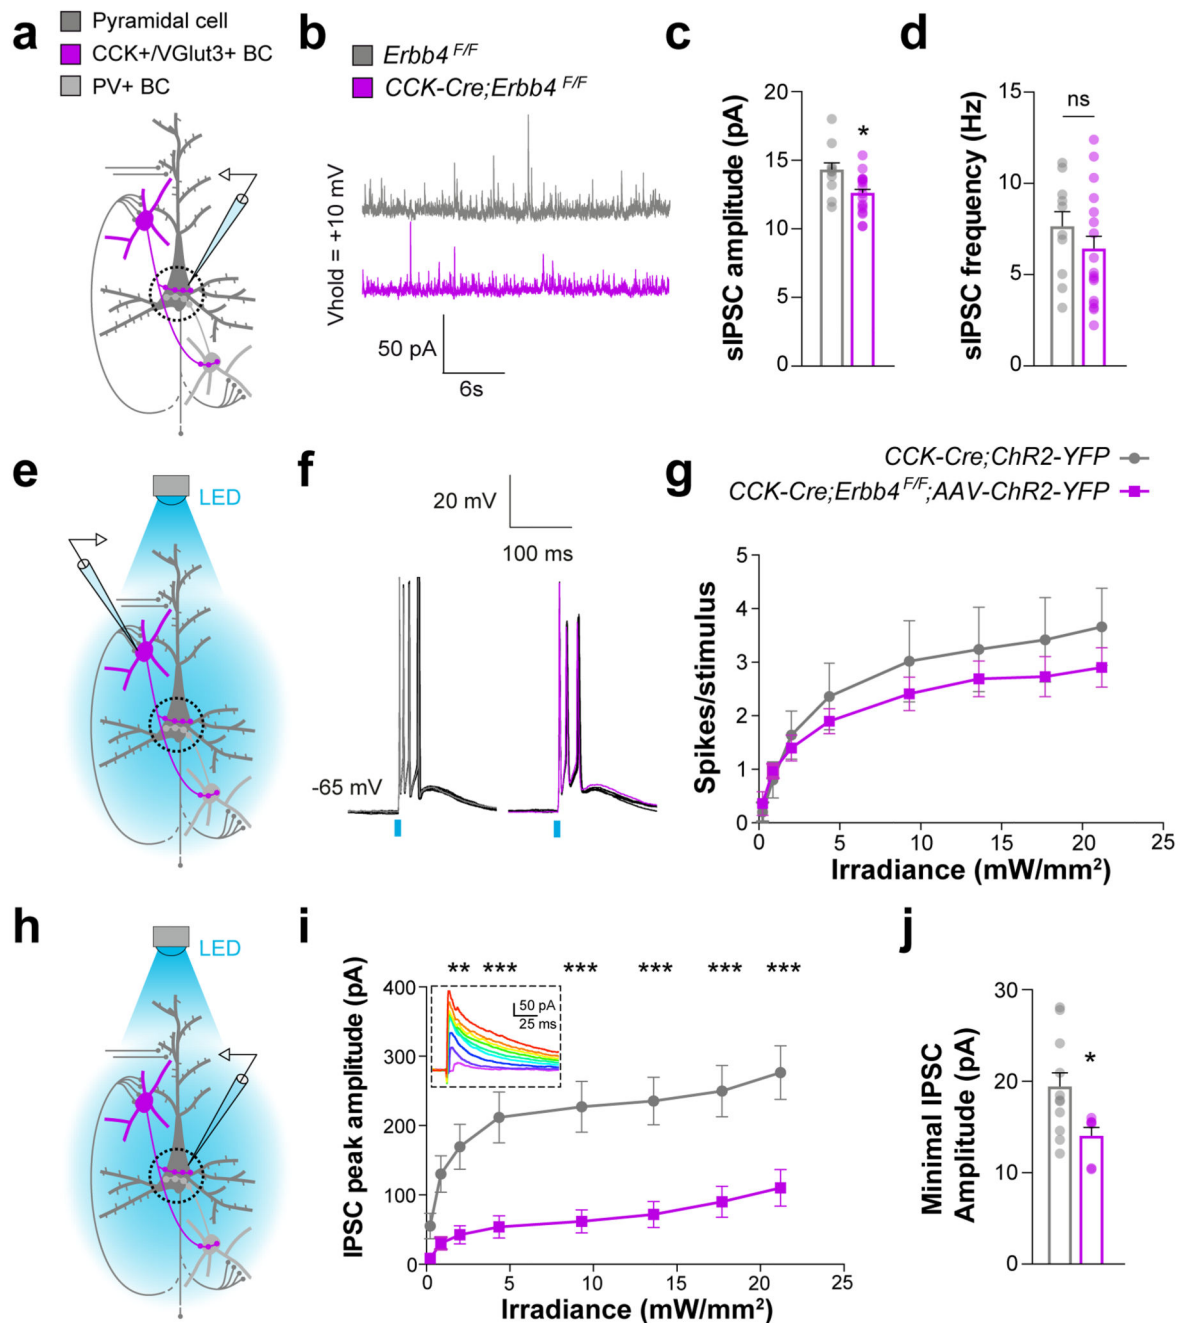 a
Pyramidal cell
CCK+/VGlut3+ BC
PV+ BC
b
Erbb4 F/F
CCK-Cre;Erbb4 F/F
Vhold = +10 mV
50 pA
6s
c
sIPSC amplitude (pA)
20
15
10
5
0
*
d
sIPSC frequency (Hz)
15
10
5
0
ns
e
LED
f
20 mV
100 ms
-65 mV
g
CCK-Cre;ChR2-YFP
CCK-Cre;Erbb4 F/F;AAV-ChR2-YFP
Spikes/stimulus
5
4
3
2
1
0
0 5 10 15 20 25
Irradiance (mW/mm²)
h
LED
i
** *** *** *** *** ***
IPSC peak amplitude (pA)
400
300
200
100
0
50 pA
25 ms
0 5 10 15 20 25
Irradiance (mW/mm²)
j
Minimal IPSC
Amplitude (pA)
30
20
10
0
*